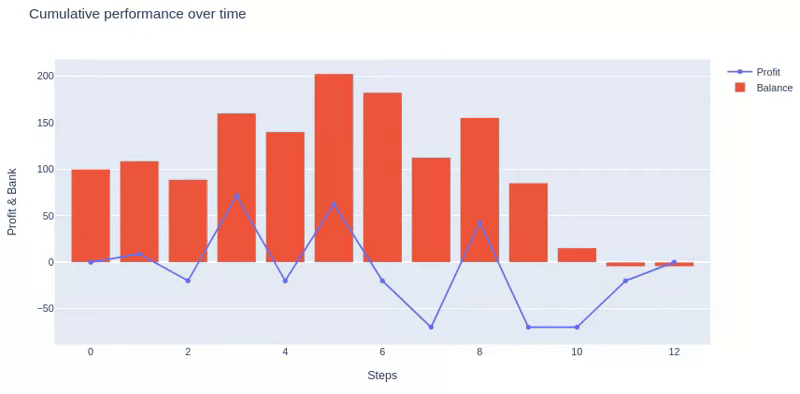 Cumulative performance over time
Profit
Balance
Profit & Bank
200
150
100
50
0
−50
0 2 4 6 8 10 12
Steps